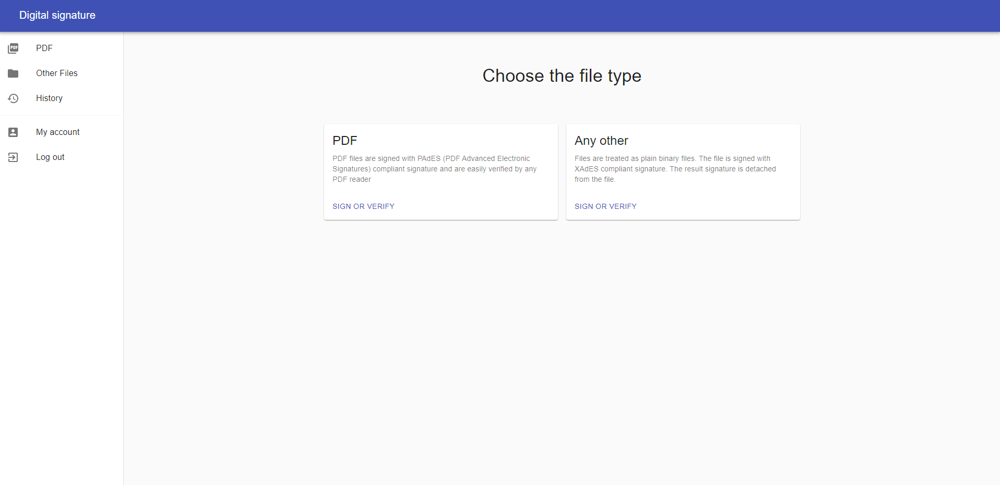 Digital signature
PDF
PDF
Other Files
History
My account
Log out
Choose the file type
PDF
PDF files are signed with PAdES (PDF Advanced Electronic
Signatures) compliant signature and are easily verified by any
PDF reader
SIGN OR VERIFY
Any other
Files are treated as plain binary files. The file is signed with
XAdES compliant signature. The result signature is detached
from the file.
SIGN OR VERIFY